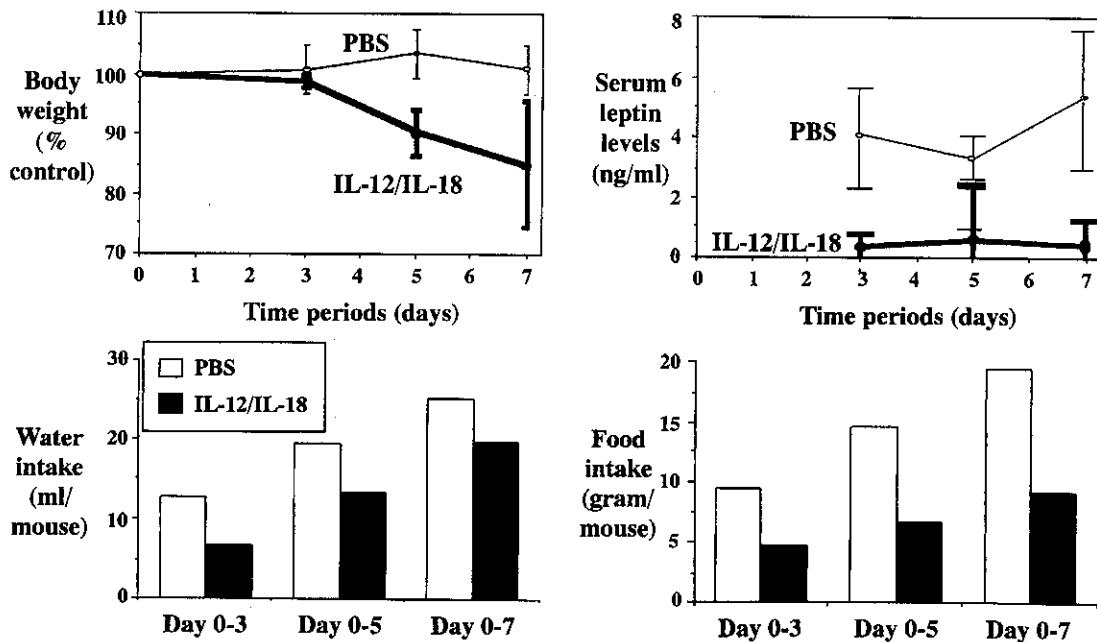 110
100
90
80
70
Body
weight
(%
control)
PBS
IL-12/IL-18
0 1 2 3 4 5 6 7
Time periods (days)
8
6
4
2
0
Serum
leptin
levels
(ng/ml)
PBS
IL-12/IL-18
0 1 2 3 4 5 6 7
Time periods (days)
30
20
10
0
Water
intake
(ml/
mouse)
PBS
IL-12/IL-18
Day 0-3 Day 0-5 Day 0-7
20
15
10
5
0
Food
intake
(gram/
mouse)
Day 0-3 Day 0-5 Day 0-7